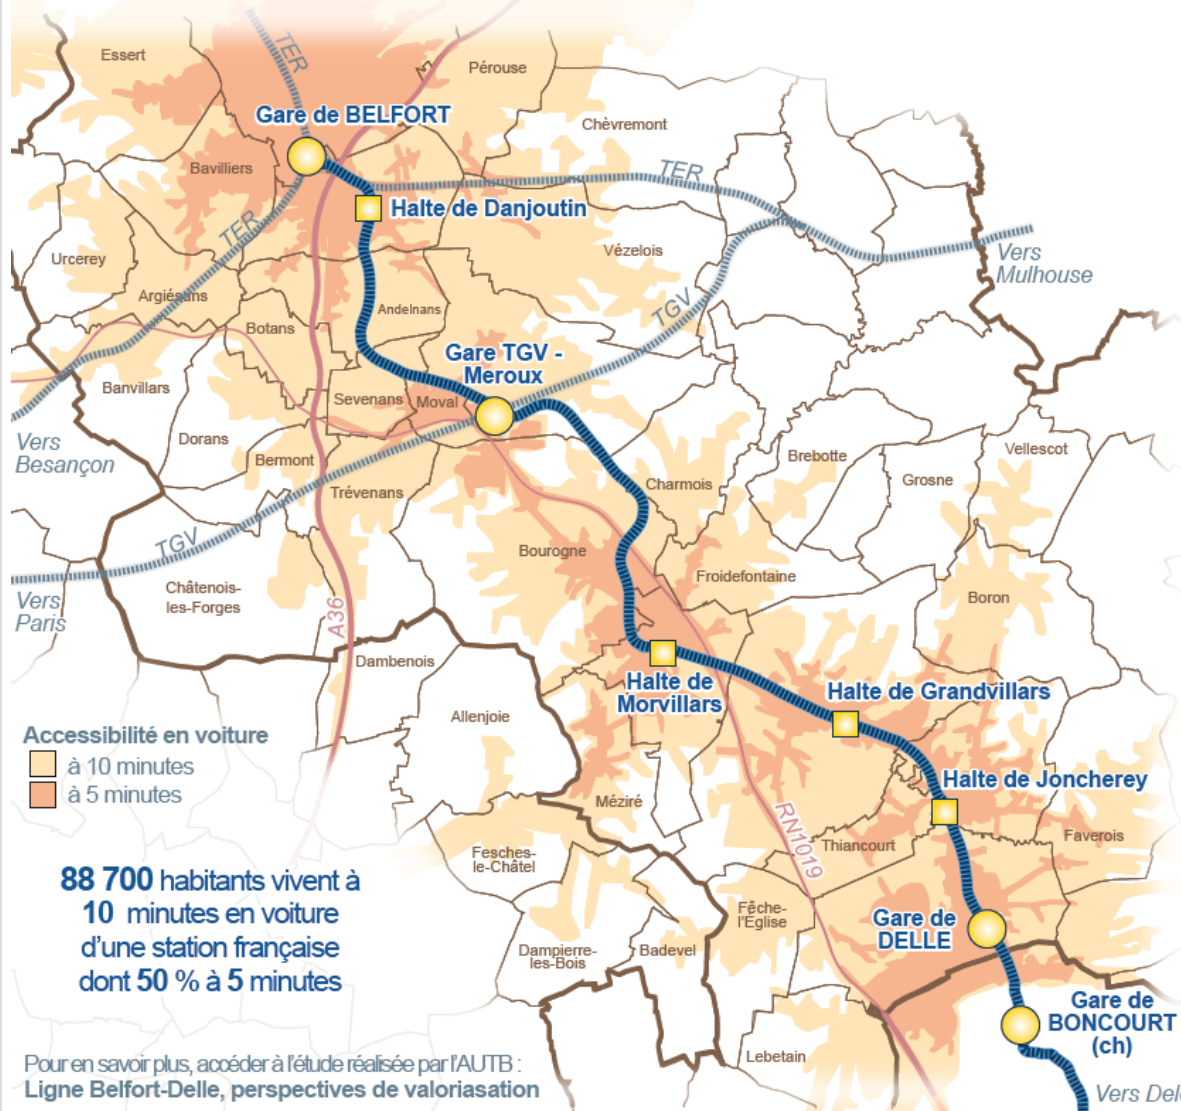 Essert
TER
Pérouse
Gare de BELFORT
Chèvremont
Bavilliers
TER
Halte de Danjoutin
TER
Vézelois
Urcerey
Vers
Mulhouse
Argiésans
Andelnans
TGV
Botans
Gare TGV -
Meroux
Banvillars
Sevenans
Moval
Vers
Besançon
Dorans
Bermont
Trévenans
Charmois
Brebotte
Vellescot
Grosne
TGV
Bourogne
Froidefontaine
Châtenois-
les-Forges
Vers
Paris
A36
Boron
Dambenois
Halte de
Morvillars
Halte de Grandvillars
Allenjoie
Accessibilité en voiture
à 10 minutes
à 5 minutes
Halte de Joncherey
Méziré
RN1019
Thiancourt
Faverois
Fesches-
le-Châtel
88 700 habitants vivent à
10 minutes en voiture
d'une station française
dont 50 % à 5 minutes
Fêche-
l'Eglise
Gare de
DELLE
Dampierre-
les-Bois
Badevel
Gare de
BONCOURT
(ch)
Lebetain
Pour en savoir plus, accéder à l'étude réalisée par l'AUTB :
Ligne Belfort-Delle, perspectives de valoriasation
Vers Delé